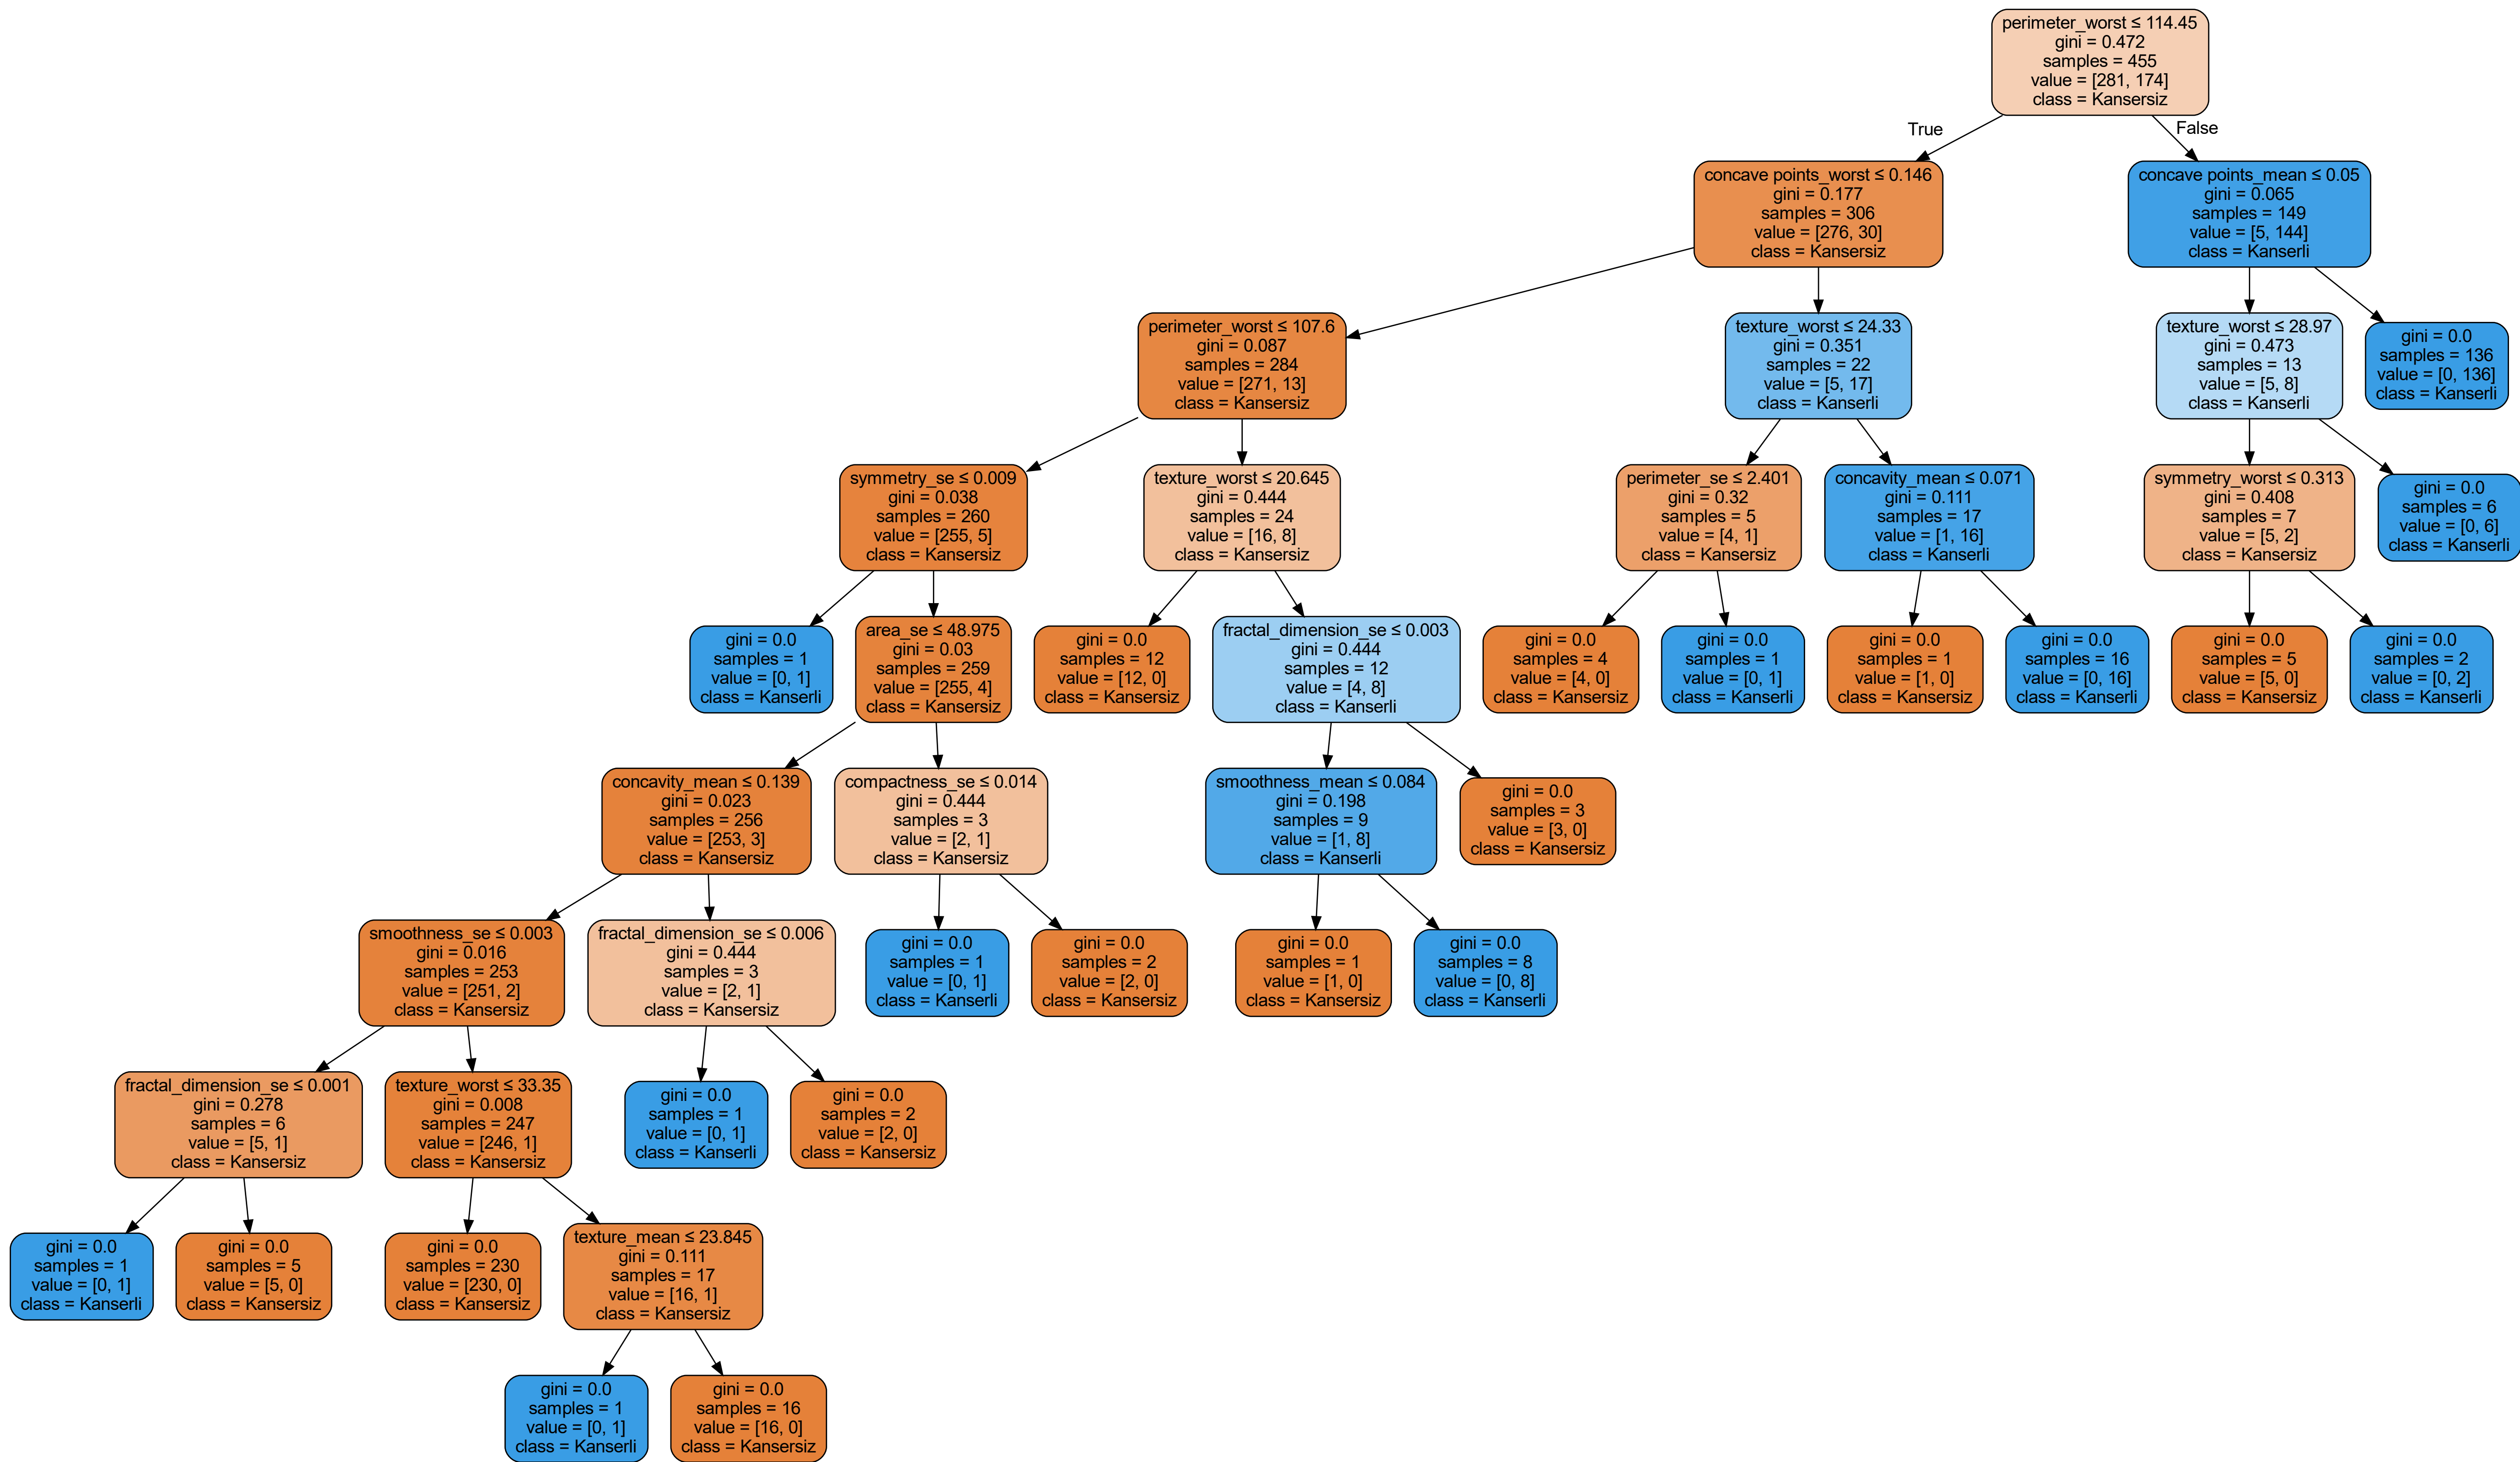 perimeter_worst ≤ 114.45
gini = 0.472
samples = 455
value = [281, 174]
class = Kansersiz
True
False
concave points_worst ≤ 0.146
gini = 0.177
samples = 306
value = [276, 30]
class = Kansersiz
concave points_mean ≤ 0.05
gini = 0.065
samples = 149
value = [5, 144]
class = Kanserli
perimeter_worst ≤ 107.6
gini = 0.087
samples = 284
value = [271, 13]
class = Kansersiz
texture_worst ≤ 24.33
gini = 0.351
samples = 22
value = [5, 17]
class = Kanserli
texture_worst ≤ 28.97
gini = 0.473
samples = 13
value = [5, 8]
class = Kanserli
gini = 0.0
samples = 136
value = [0, 136]
class = Kanserli
symmetry_se ≤ 0.009
gini = 0.038
samples = 260
value = [255, 5]
class = Kansersiz
texture_worst ≤ 20.645
gini = 0.444
samples = 24
value = [16, 8]
class = Kansersiz
perimeter_se ≤ 2.401
gini = 0.32
samples = 5
value = [4, 1]
class = Kansersiz
concavity_mean ≤ 0.071
gini = 0.111
samples = 17
value = [1, 16]
class = Kanserli
symmetry_worst ≤ 0.313
gini = 0.408
samples = 7
value = [5, 2]
class = Kansersiz
gini = 0.0
samples = 6
value = [0, 6]
class = Kanserli
gini = 0.0
samples = 1
value = [0, 1]
class = Kanserli
area_se ≤ 48.975
gini = 0.03
samples = 259
value = [255, 4]
class = Kansersiz
gini = 0.0
samples = 12
value = [12, 0]
class = Kansersiz
fractal_dimension_se ≤ 0.003
gini = 0.444
samples = 12
value = [4, 8]
class = Kanserli
gini = 0.0
samples = 4
value = [4, 0]
class = Kansersiz
gini = 0.0
samples = 1
value = [0, 1]
class = Kanserli
gini = 0.0
samples = 1
value = [1, 0]
class = Kansersiz
gini = 0.0
samples = 16
value = [0, 16]
class = Kanserli
gini = 0.0
samples = 5
value = [5, 0]
class = Kansersiz
gini = 0.0
samples = 2
value = [0, 2]
class = Kanserli
concavity_mean ≤ 0.139
gini = 0.023
samples = 256
value = [253, 3]
class = Kansersiz
compactness_se ≤ 0.014
gini = 0.444
samples = 3
value = [2, 1]
class = Kansersiz
smoothness_mean ≤ 0.084
gini = 0.198
samples = 9
value = [1, 8]
class = Kanserli
gini = 0.0
samples = 3
value = [3, 0]
class = Kansersiz
smoothness_se ≤ 0.003
gini = 0.016
samples = 253
value = [251, 2]
class = Kansersiz
fractal_dimension_se ≤ 0.006
gini = 0.444
samples = 3
value = [2, 1]
class = Kansersiz
gini = 0.0
samples = 1
value = [0, 1]
class = Kanserli
gini = 0.0
samples = 2
value = [2, 0]
class = Kansersiz
gini = 0.0
samples = 1
value = [1, 0]
class = Kansersiz
gini = 0.0
samples = 8
value = [0, 8]
class = Kanserli
fractal_dimension_se ≤ 0.001
gini = 0.278
samples = 6
value = [5, 1]
class = Kansersiz
texture_worst ≤ 33.35
gini = 0.008
samples = 247
value = [246, 1]
class = Kansersiz
gini = 0.0
samples = 1
value = [0, 1]
class = Kanserli
gini = 0.0
samples = 2
value = [2, 0]
class = Kansersiz
gini = 0.0
samples = 1
value = [0, 1]
class = Kanserli
gini = 0.0
samples = 5
value = [5, 0]
class = Kansersiz
gini = 0.0
samples = 230
value = [230, 0]
class = Kansersiz
texture_mean ≤ 23.845
gini = 0.111
samples = 17
value = [16, 1]
class = Kansersiz
gini = 0.0
samples = 1
value = [0, 1]
class = Kanserli
gini = 0.0
samples = 16
value = [16, 0]
class = Kansersiz